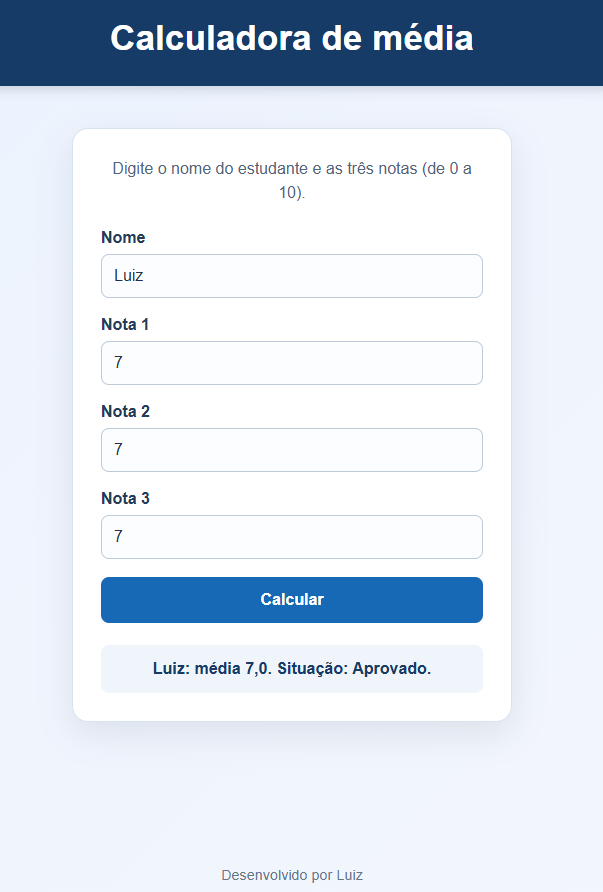 Calculadora de média
Digite o nome do estudante e as três notas (de 0 a
10).
Nome
Luiz
Nota 1
7
Nota 2
7
Nota 3
7
Calcular
Luiz: média 7,0. Situação: Aprovado.
Desenvolvido por Luiz